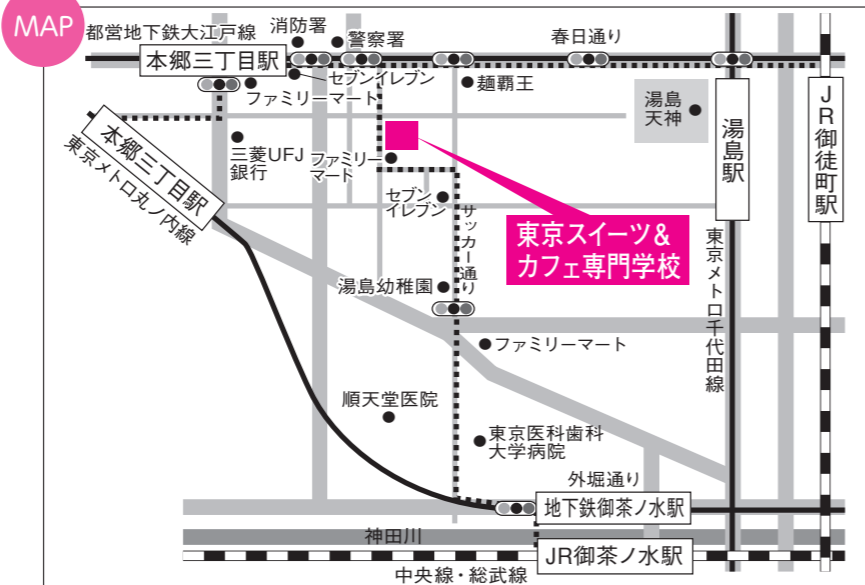 MAP
都営地下鉄大江戸線
消防署
警察署
春日通り
本郷三丁目駅
セブンイレブン
ファミリーマート
麺覇王
湯島
天神
湯島駅
JR御徒町駅
本郷三丁目駅
東京メトロ丸ノ内線
三菱UFJ
銀行
ファミリー
マート
セブン
イレブン
サッカー通り
東京スイーツ&
カフェ専門学校
東京メトロ千代田線
湯島幼稚園
ファミリーマート
順天堂医院
東京医科歯科
大学病院
外堀通り
地下鉄御茶ノ水駅
神田川
JR御茶ノ水駅
中央線・総武線